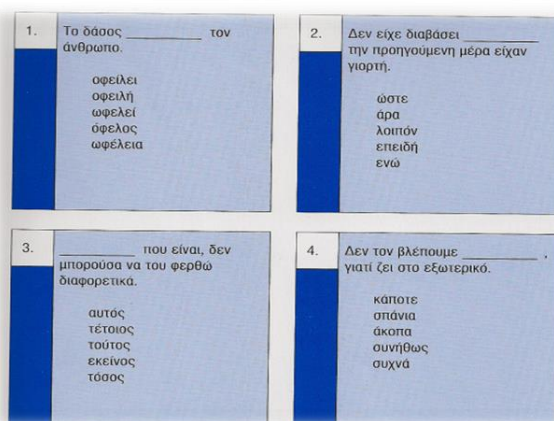 1.
Το δάσος __________ τον
άνθρωπο.
οφείλει
οφειλή
ωφελεί
όφελος
ωφέλεια
2.
Δεν είχε διαβάσει __________
την προηγούμενη μέρα είχαν
γιορτή.
ώστε
άρα
λοιπόν
επειδή
ενώ
3.
__________ που είναι, δεν
μπορούσα να του φερθώ
διαφορετικά.
αυτός
τέτοιος
τούτος
εκείνος
τόσος
4.
Δεν τον βλέπουμε __________ ,
γιατί ζει στο εξωτερικό.
κάποτε
σπάνια
άκοπα
συνήθως
συχνά